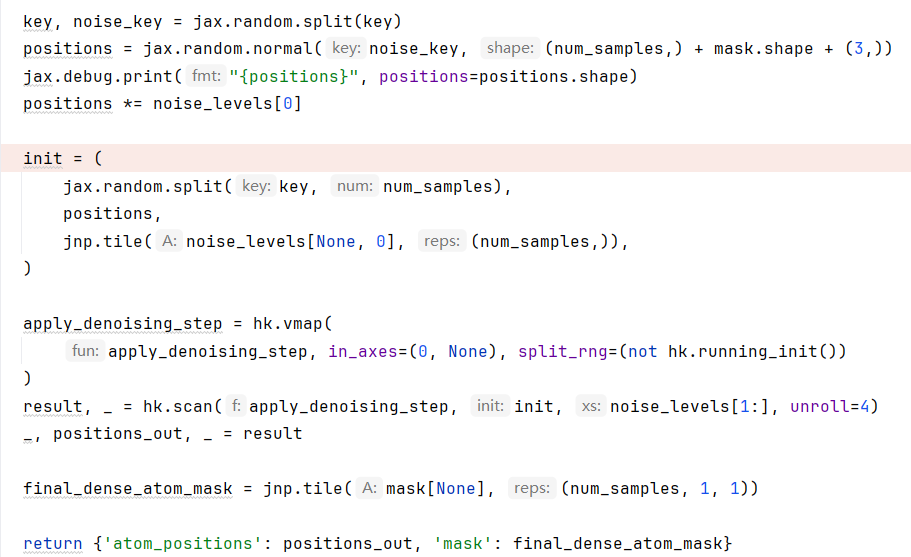 key, noise_key = jax.random.split(key)
positions = jax.random.normal( key: noise_key, shape: (num_samples,) + mask.shape + (3,))
jax.debug.print( fmt: "{positions}", positions=positions.shape)
positions *= noise_levels[0]
init = (
jax.random.split( key: key, num: num_samples),
positions,
jnp.tile( A: noise_levels[None, 0], reps: (num_samples,)),
)
apply_denoising_step = hk.vmap(
fun: apply_denoising_step, in_axes=(0, None), split_rng=(not hk.running_init())
)
result, _ = hk.scan( f: apply_denoising_step, init: init, xs: noise_levels[1:], unroll=4)
_, positions_out, _ = result
final_dense_atom_mask = jnp.tile( A: mask[None], reps: (num_samples, 1, 1))
return {'atom_positions': positions_out, 'mask': final_dense_atom_mask}